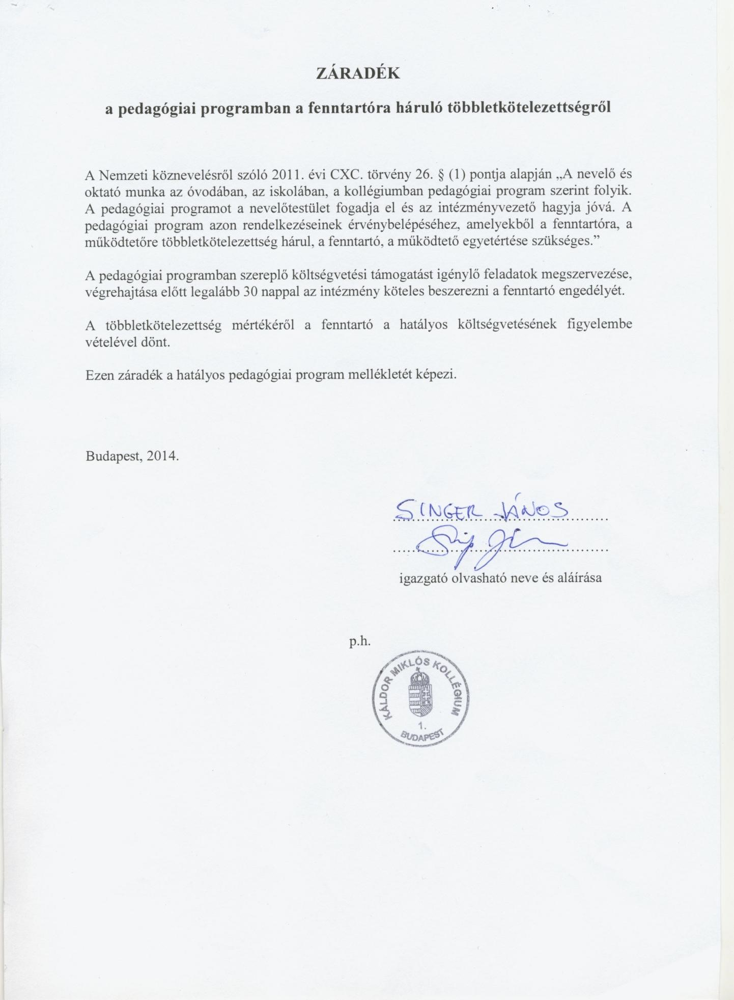 ZÁRADÉK
a pedagógiai programban a fenntartóra háruló többletkötelezettségről
A Nemzeti köznevelésről szóló 2011. évi CXC. törvény 26. § (1) pontja alapján „A nevelő és
oktató munka az óvodában, az iskolában, a kollégiumban pedagógiai program szerint folyik.
A pedagógiai programot a nevelőtestület fogadja el és az intézményvezető hagyja jóvá. A
pedagógiai program azon rendelkezéseinek érvénybelépéséhez, amelyekből a fenntartóra, a
működtetőre többletkötelezettség hárul, a fenntartó, a működtető egyetértése szükséges.”
A pedagógiai programban szereplő költségvetési támogatást igénylő feladatok megszervezése,
végrehajtása előtt legalább 30 nappal az intézmény köteles beszerezni a fenntartó engedélyét.
A többletkötelezettség mértékéről a fenntartó a hatályos költségvetésének figyelembe
vételével dönt.
Ezen záradék a hatályos pedagógiai program mellékletét képezi.
Budapest, 2014.
SINGER JÁNOS
igazgató olvasható neve és aláírása
p.h.
KÁLDOR MIKLÓS KOLLÉGIUM
1.
BUDAPEST